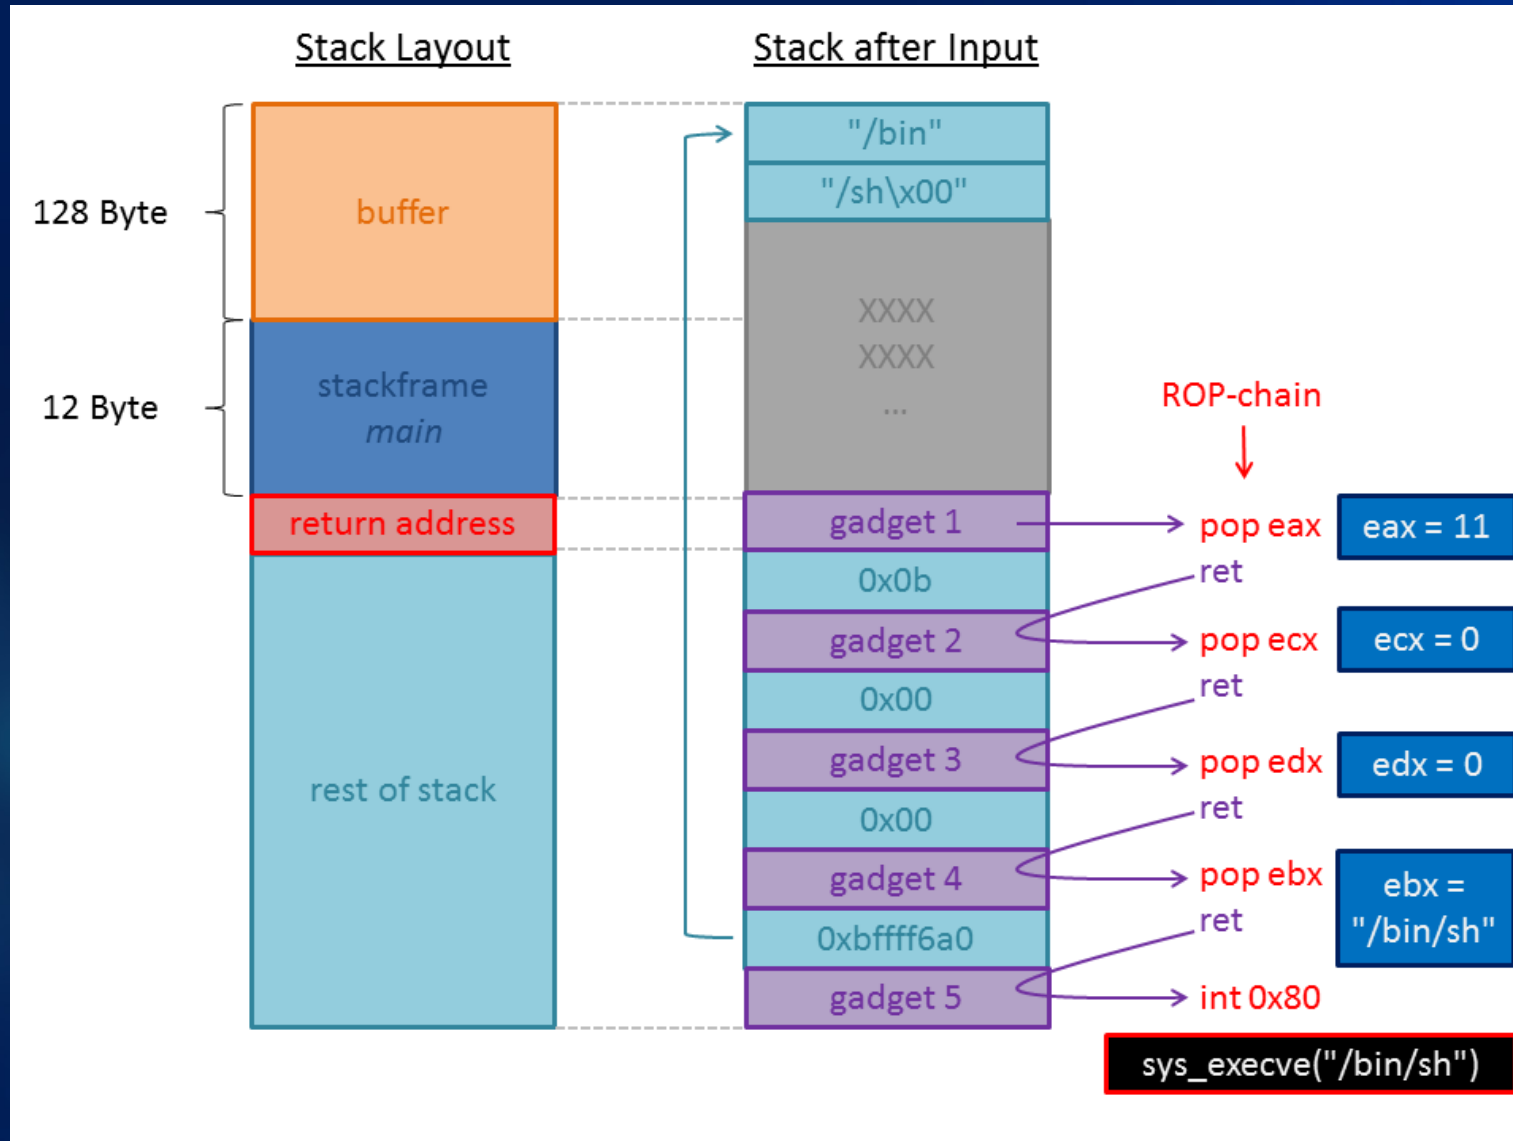 Stack Layout
Stack after Input
128 Byte
buffer
12 Byte
stackframe
main
return address
rest of stack
"/bin"
"/sh\x00"
XXXX
XXXX
...
gadget 1
0x0b
gadget 2
0x00
gadget 3
0x00
gadget 4
0xbffff6a0
gadget 5
ROP-chain
pop eax
ret
pop ecx
ret
pop edx
ret
pop ebx
ret
int 0x80
eax = 11
ecx = 0
edx = 0
ebx =
"/bin/sh"
sys_execve("/bin/sh")